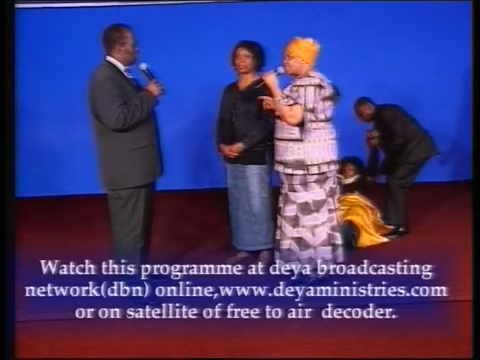 Watch this programme at deya broadcasting
network(dbn) online,www.deyaministries.com
or on satellite of free to air decoder.